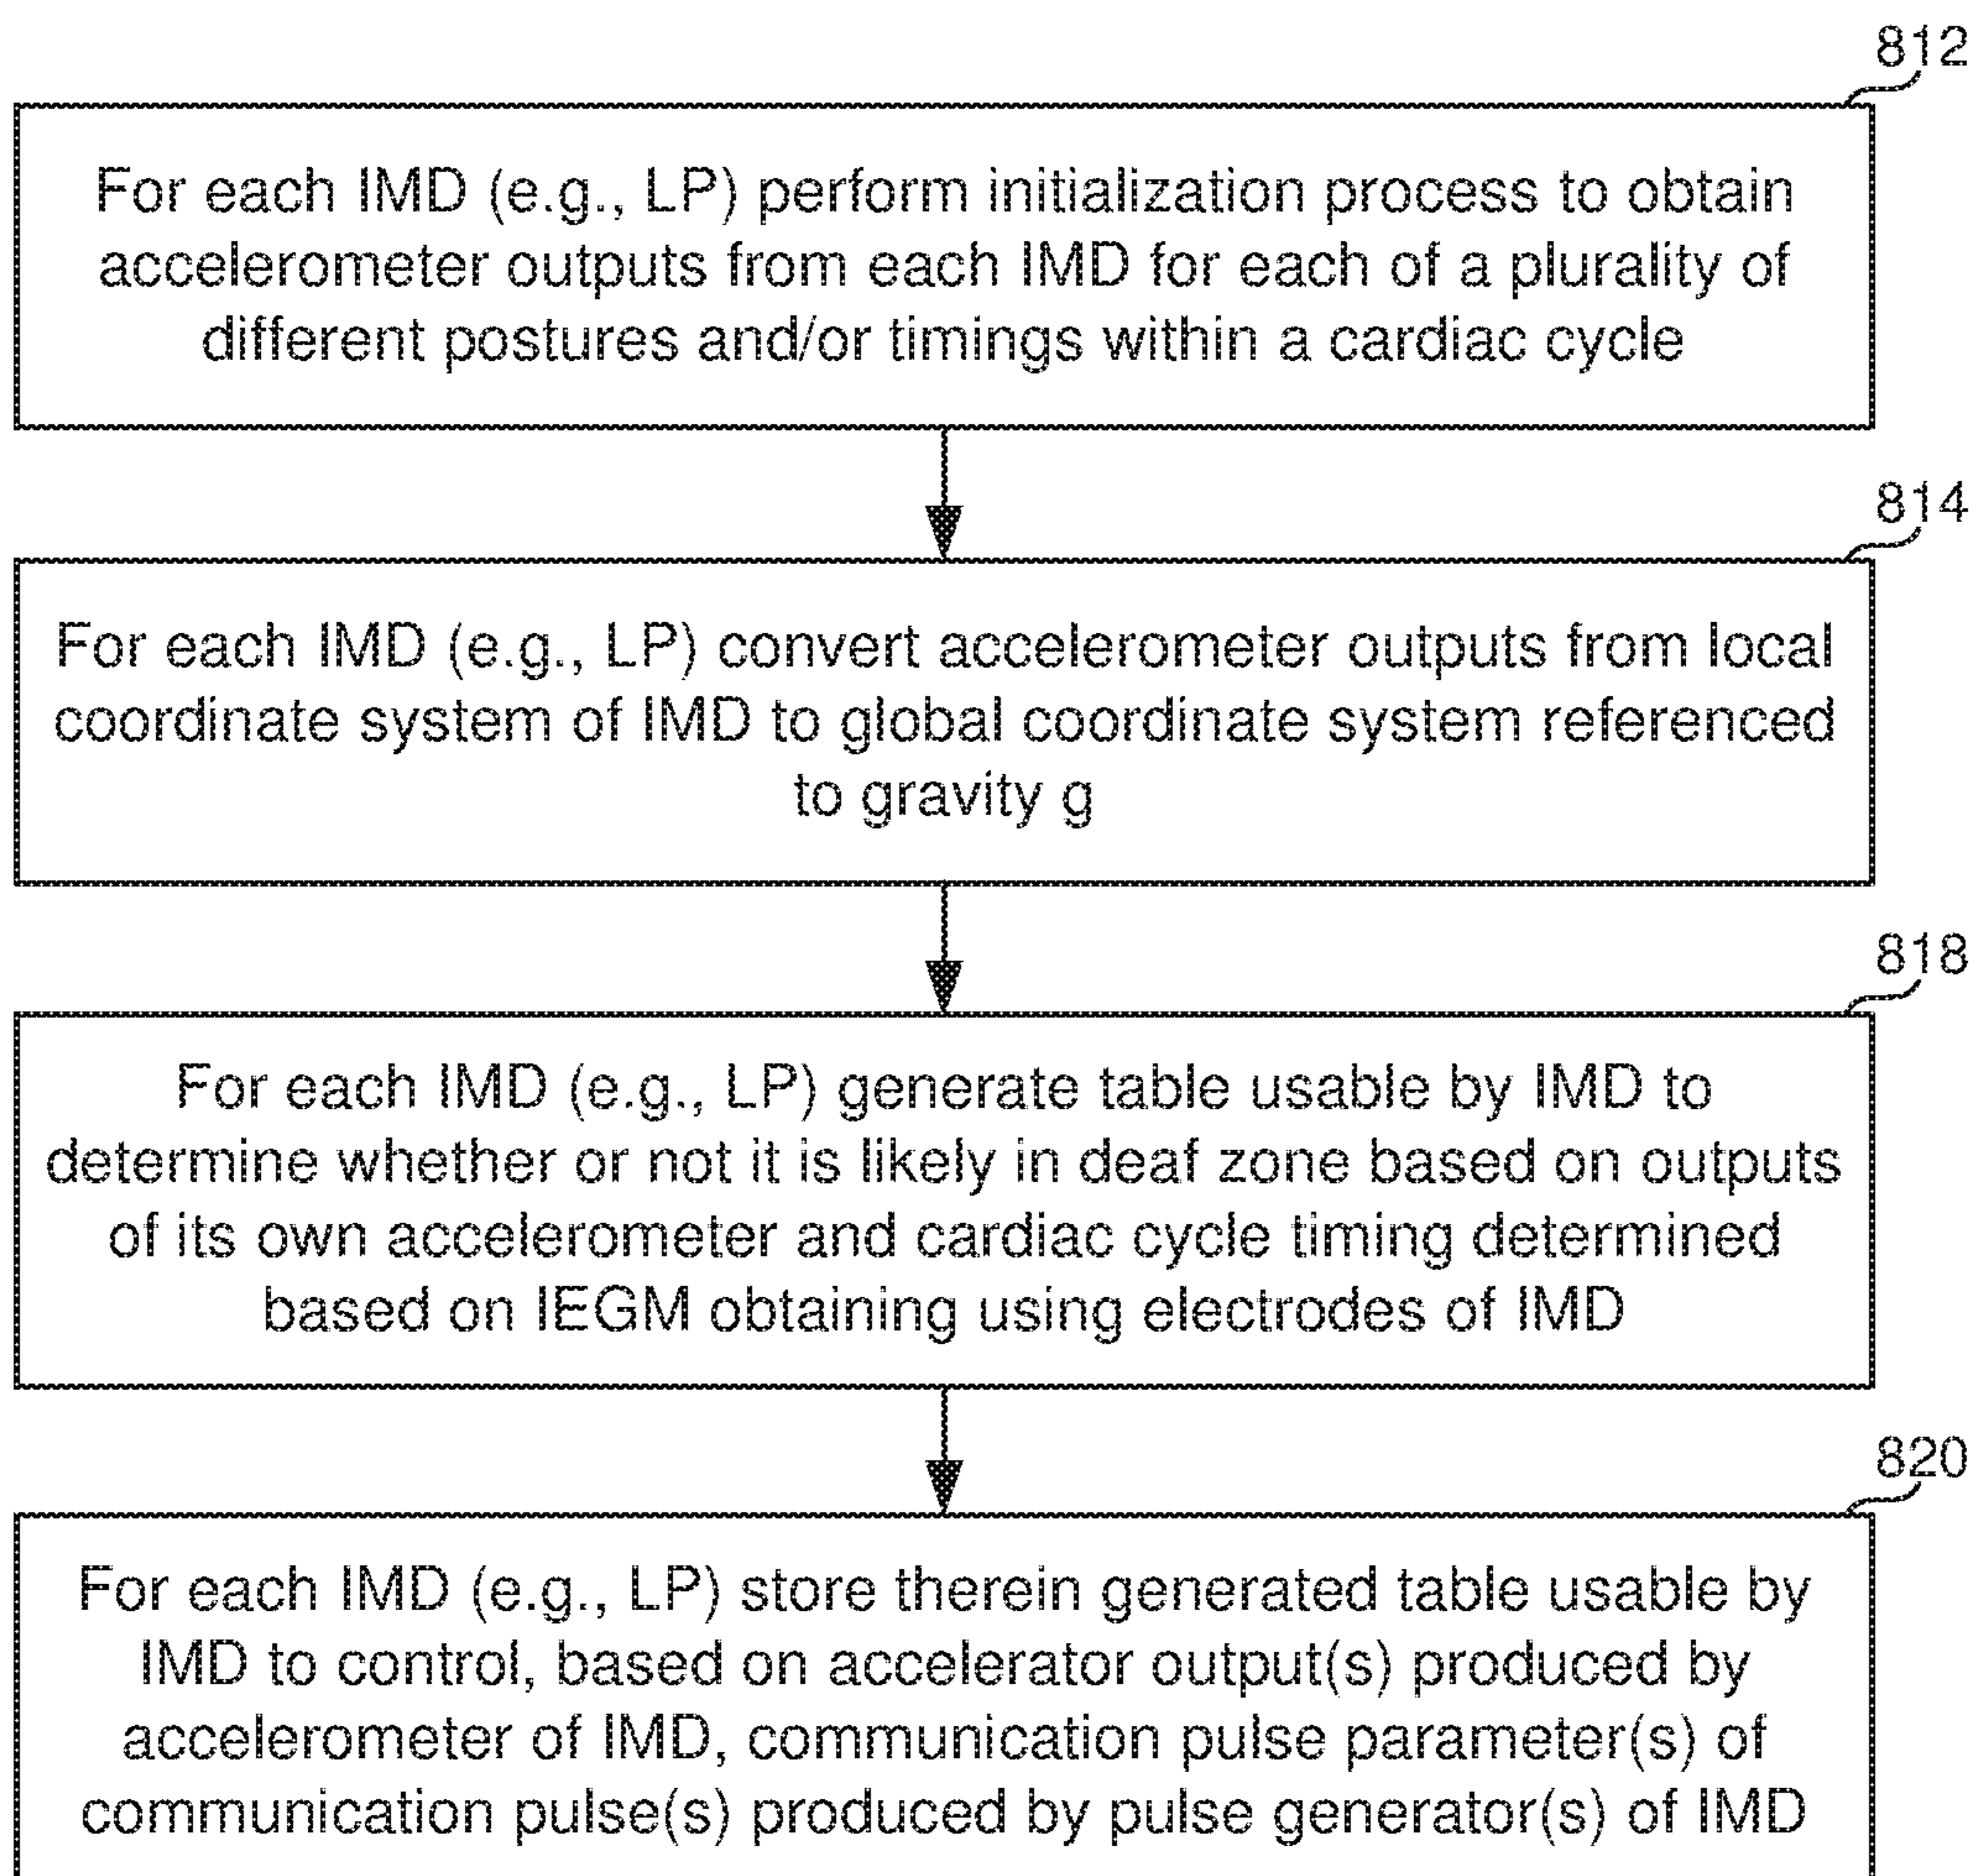 812
For each IMD (e.g., LP) perform initialization process to obtain
accelerometer outputs from each IMD for each of a plurality of
different postures and/or timings within a cardiac cycle
814
For each IMD (e.g., LP) convert accelerometer outputs from local
coordinate system of IMD to global coordinate system referenced
to gravity g
818
For each IMD (e.g., LP) generate table usable by IMD to
determine whether or not it is likely in deaf zone based on outputs
of its own accelerometer and cardiac cycle timing determined
based on IEGM obtaining using electrodes of IMD
820
For each IMD (e.g., LP) store therein generated table usable by
IMD to control, based on accelerator output(s) produced by
accelerometer of IMD, communication pulse parameter(s) of
communication pulse(s) produced by pulse generator(s) of IMD